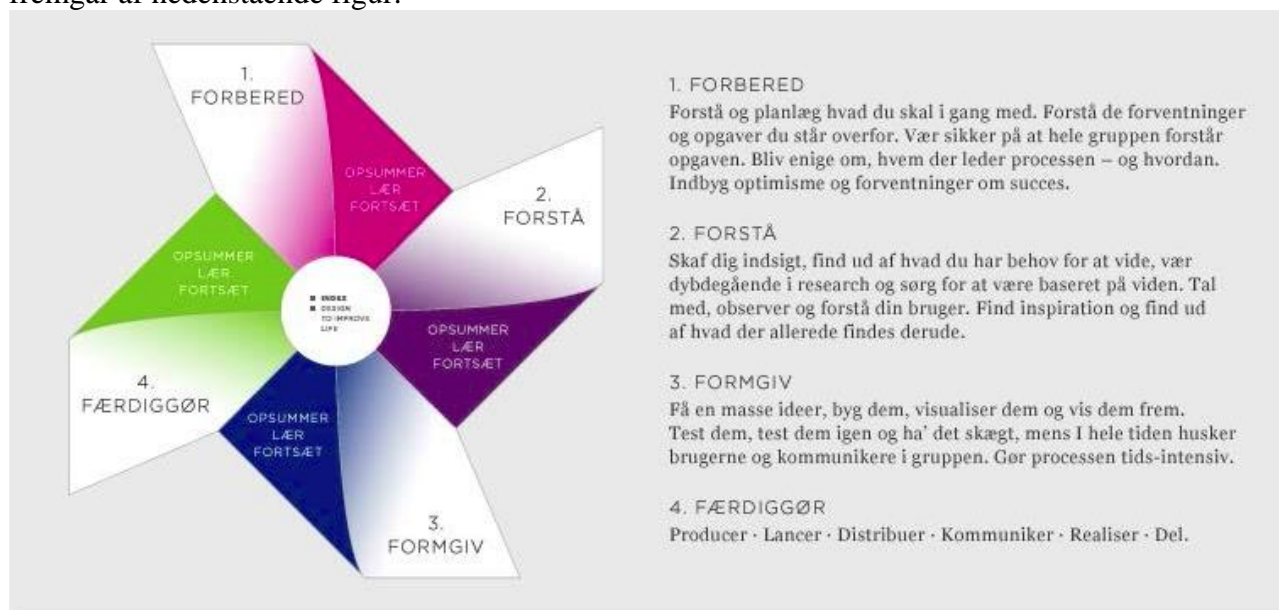 fremgår af nedenstående figur.
1.
FORBERED
OPSUMMER
LÆR
FORTSÆT
2.
FORSTÅ
OPSUMMER
LÆR
FORTSÆT
3.
FORMGIV
OPSUMMER
LÆR
FORTSÆT
4.
FÆRDIGGØR
OPSUMMER
LÆR
FORTSÆT
INDEX
DESIGN
TO IMPROVE
LIFE
1. FORBERED
Forstå og planlæg hvad du skal i gang med. Forstå de forventninger
og opgaver du står overfor. Vær sikker på at hele gruppen forstår
opgaven. Bliv enige om, hvem der leder processen – og hvordan.
Indbyg optimisme og forventninger om succes.
2. FORSTÅ
Skaf dig indsigt, find ud af hvad du har behov for at vide, vær
dybdegående i research og sørg for at være baseret på viden. Tal
med, observer og forstå din bruger. Find inspiration og find ud
af hvad der allerede findes derude.
3. FORMGIV
Få en masse ideer, byg dem, visualiser dem og vis dem frem.
Test dem, test dem igen og ha’ det skægt, mens I hele tiden husker
brugerne og kommunikere i gruppen. Gør processen tids-intensiv.
4. FÆRDIGGØR
Producer · Lancer · Distribuer · Kommuniker · Realiser · Del.